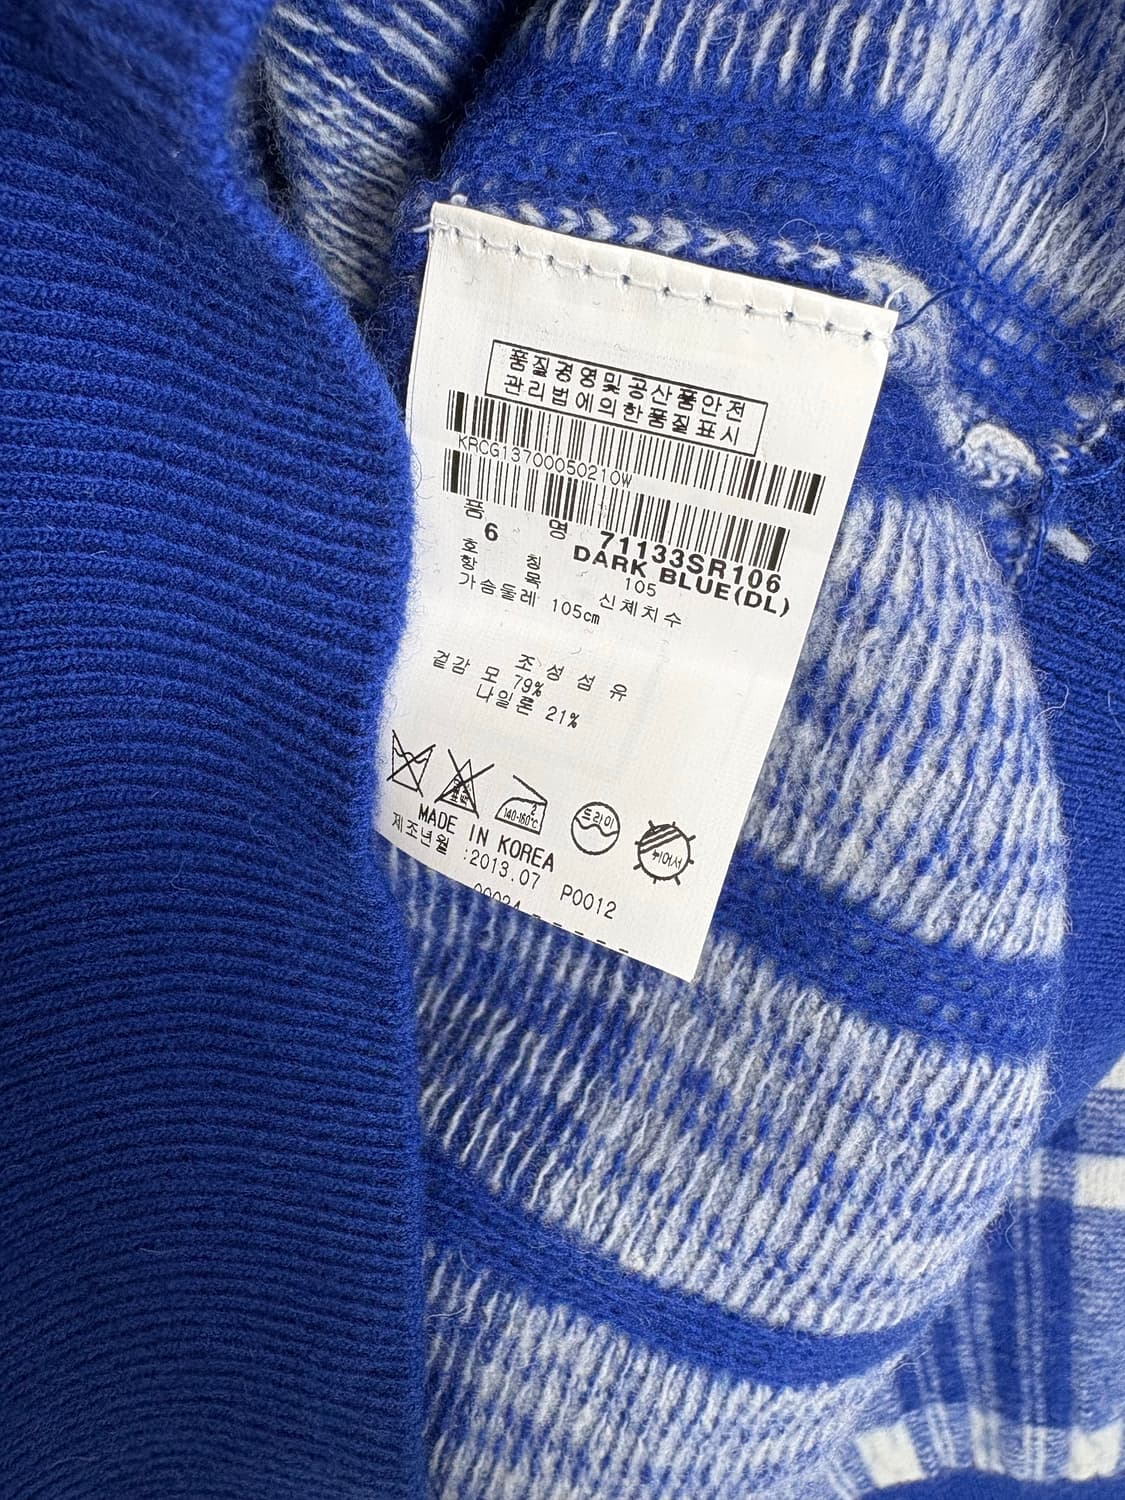 품질경영및공산품안전
관리법에의한품질표시
KRCG13700050210W
품 명 71133SR106
6 DARK BLUE(DL)
호 칭 105
항 목 신체치수
가슴둘레 105cm
조성섬유
겉감 모 79%
나일론 21%
140-160℃
드라이
뉘어서
MADE IN KOREA
제조년월 :2013.07 P0012